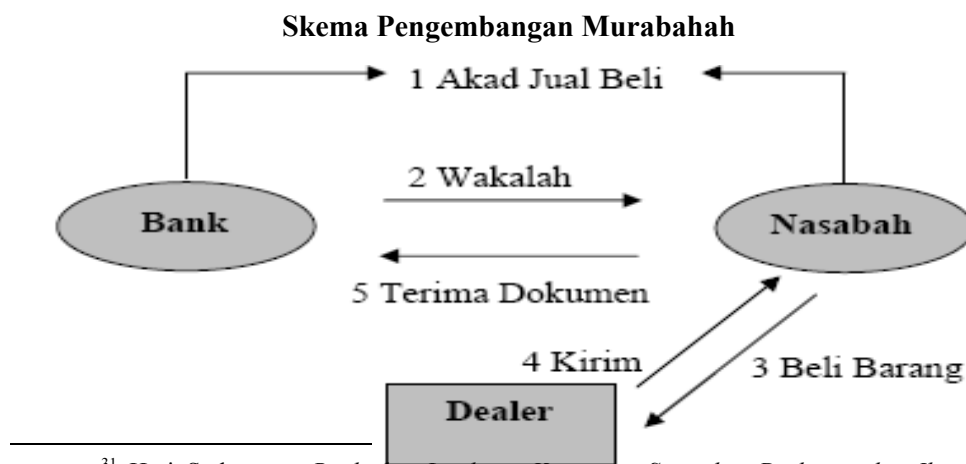 Skema Pengembangan Murabahah
1 Akad Jual Beli
2 Wakalah
Bank
Nasabah
5 Terima Dokumen
4 Kirim
3 Beli Barang
Dealer
31